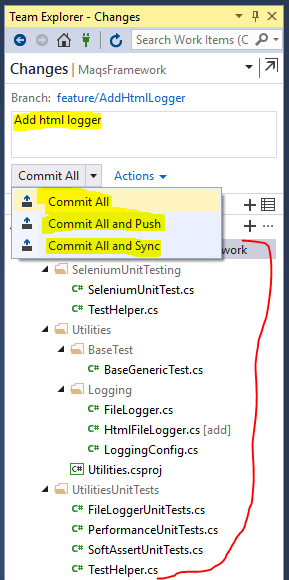 Team Explorer - Changes
Search Work Items (C
Changes | MaqsFramework
Branch: feature/AddHtmlLogger
Add html logger
Commit All Actions
Commit All
Commit All and Push
Commit All and Sync
work
SeleniumUnitTesting
C# SeleniumUnitTest.cs
C# TestHelper.cs
Utilities
BaseTest
C# BaseGenericTest.cs
Logging
C# FileLogger.cs
C# HtmlFileLogger.cs [add]
C# LoggingConfig.cs
C# Utilities.csproj
UtilitiesUnitTests
C# FileLoggerUnitTests.cs
C# PerformanceUnitTests.cs
C# SoftAssertUnitTests.cs
C# TestHelper.cs